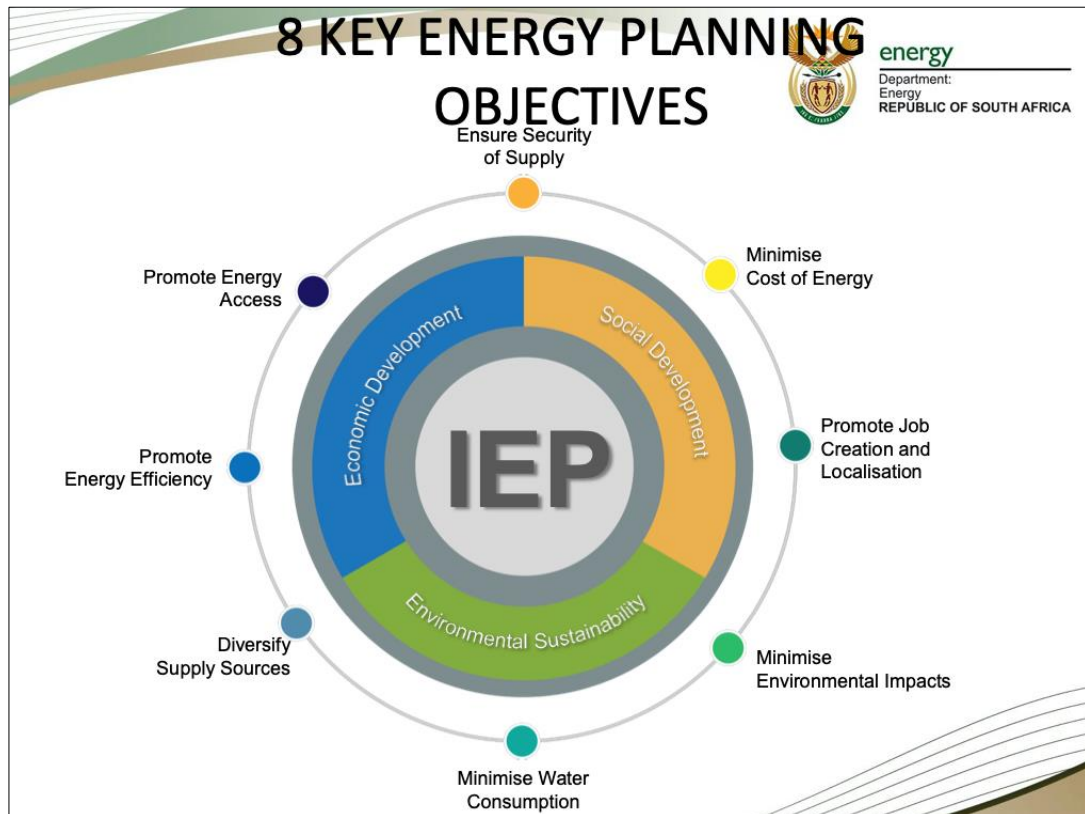 8 KEY ENERGY PLANNING
OBJECTIVES
energy
Department:
Energy
REPUBLIC OF SOUTH AFRICA
Ensure Security
of Supply
Minimise
Cost of Energy
Promote Job
Creation and
Localisation
Minimise
Environmental Impacts
Minimise Water
Consumption
Diversify
Supply Sources
Promote
Energy Efficiency
Promote Energy
Access
Economic Development
Social Development
Environmental Sustainability
IEP